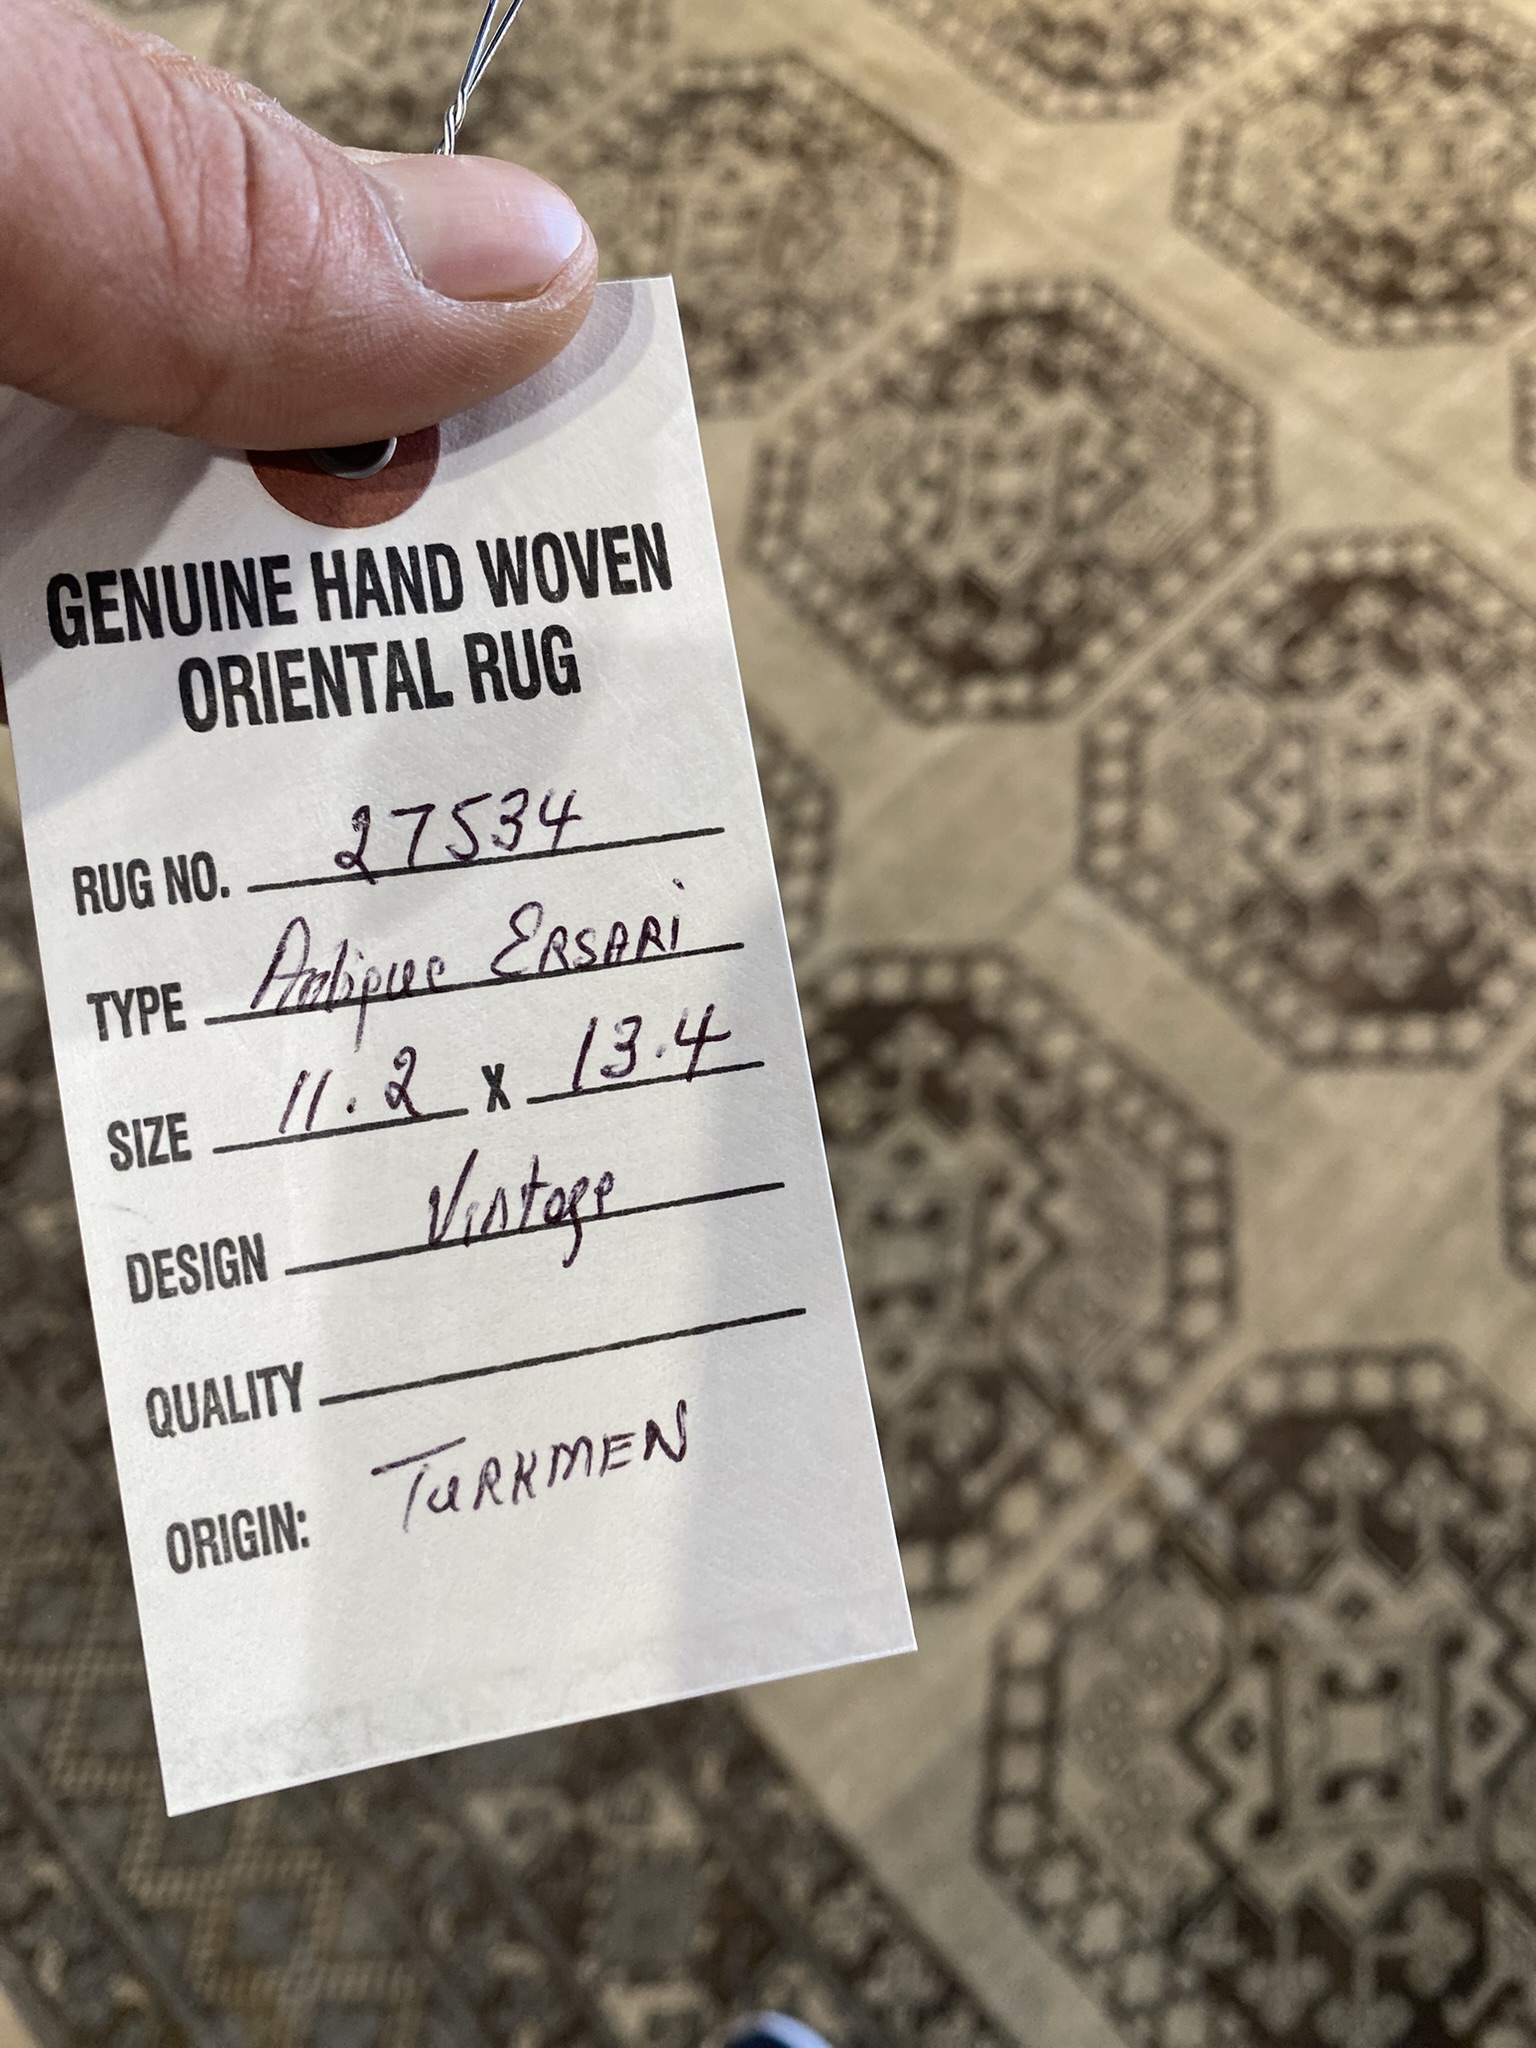 GENUINE HAND WOVEN
ORIENTAL RUG
RUG NO. 27534
TYPE Antique ERSARi
SIZE 11.2 X 13.4
DESIGN Vintage
QUALITY
ORIGIN: TURKMEN